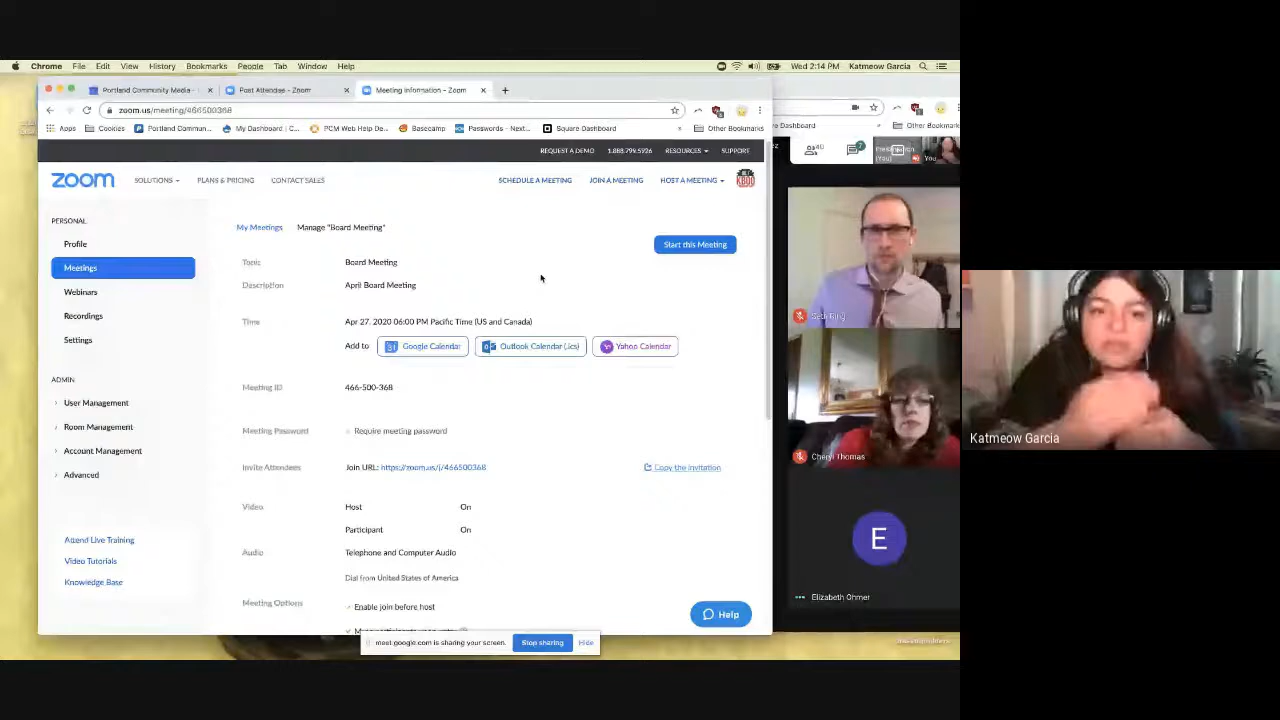 Chrome File Edit View History Bookmarks People Tab Window Help
Wed 2:14 PM Katmeow Garcia
Portland Community Media -
Post Attendee - Zoom
Meeting Information - Zoom
zoom.us/meeting/466500368
Apps Cookies Portland Commun... My Dashboard | C... PCM Web Help De... Basecamp Passwords - Next... Square Dashboard » Other Bookmarks
Dashboard » Other Bookmarks
REQUEST A DEMO 1.888.799.5926 RESOURCES SUPPORT
You
zoom
SOLUTIONS PLANS & PRICING CONTACT SALES
SCHEDULE A MEETING JOIN A MEETING HOST A MEETING
PERSONAL
Profile
Meetings
Webinars
Recordings
Settings
ADMIN
User Management
Room Management
Account Management
Advanced
Attend Live Training
Video Tutorials
Knowledge Base
My Meetings Manage "Board Meeting"
Start this Meeting
Topic Board Meeting
Description April Board Meeting
Time Apr 27, 2020 06:00 PM Pacific Time (US and Canada)
Add to Google Calendar Outlook Calendar (.ics) Yahoo Calendar
Meeting ID 466-500-368
Meeting Password Require meeting password
Invite Attendees Join URL: https://zoom.us/j/466500368 Copy the invitation
Video Host On
Participant On
Audio Telephone and Computer Audio
Dial from United States of America
Meeting Options Enable join before host
Help
meet.google.com is sharing your screen. Stop sharing Hide
Seth Ring
Cheryl Thomas
E
Elizabeth Ohmer
Katmeow Garcia